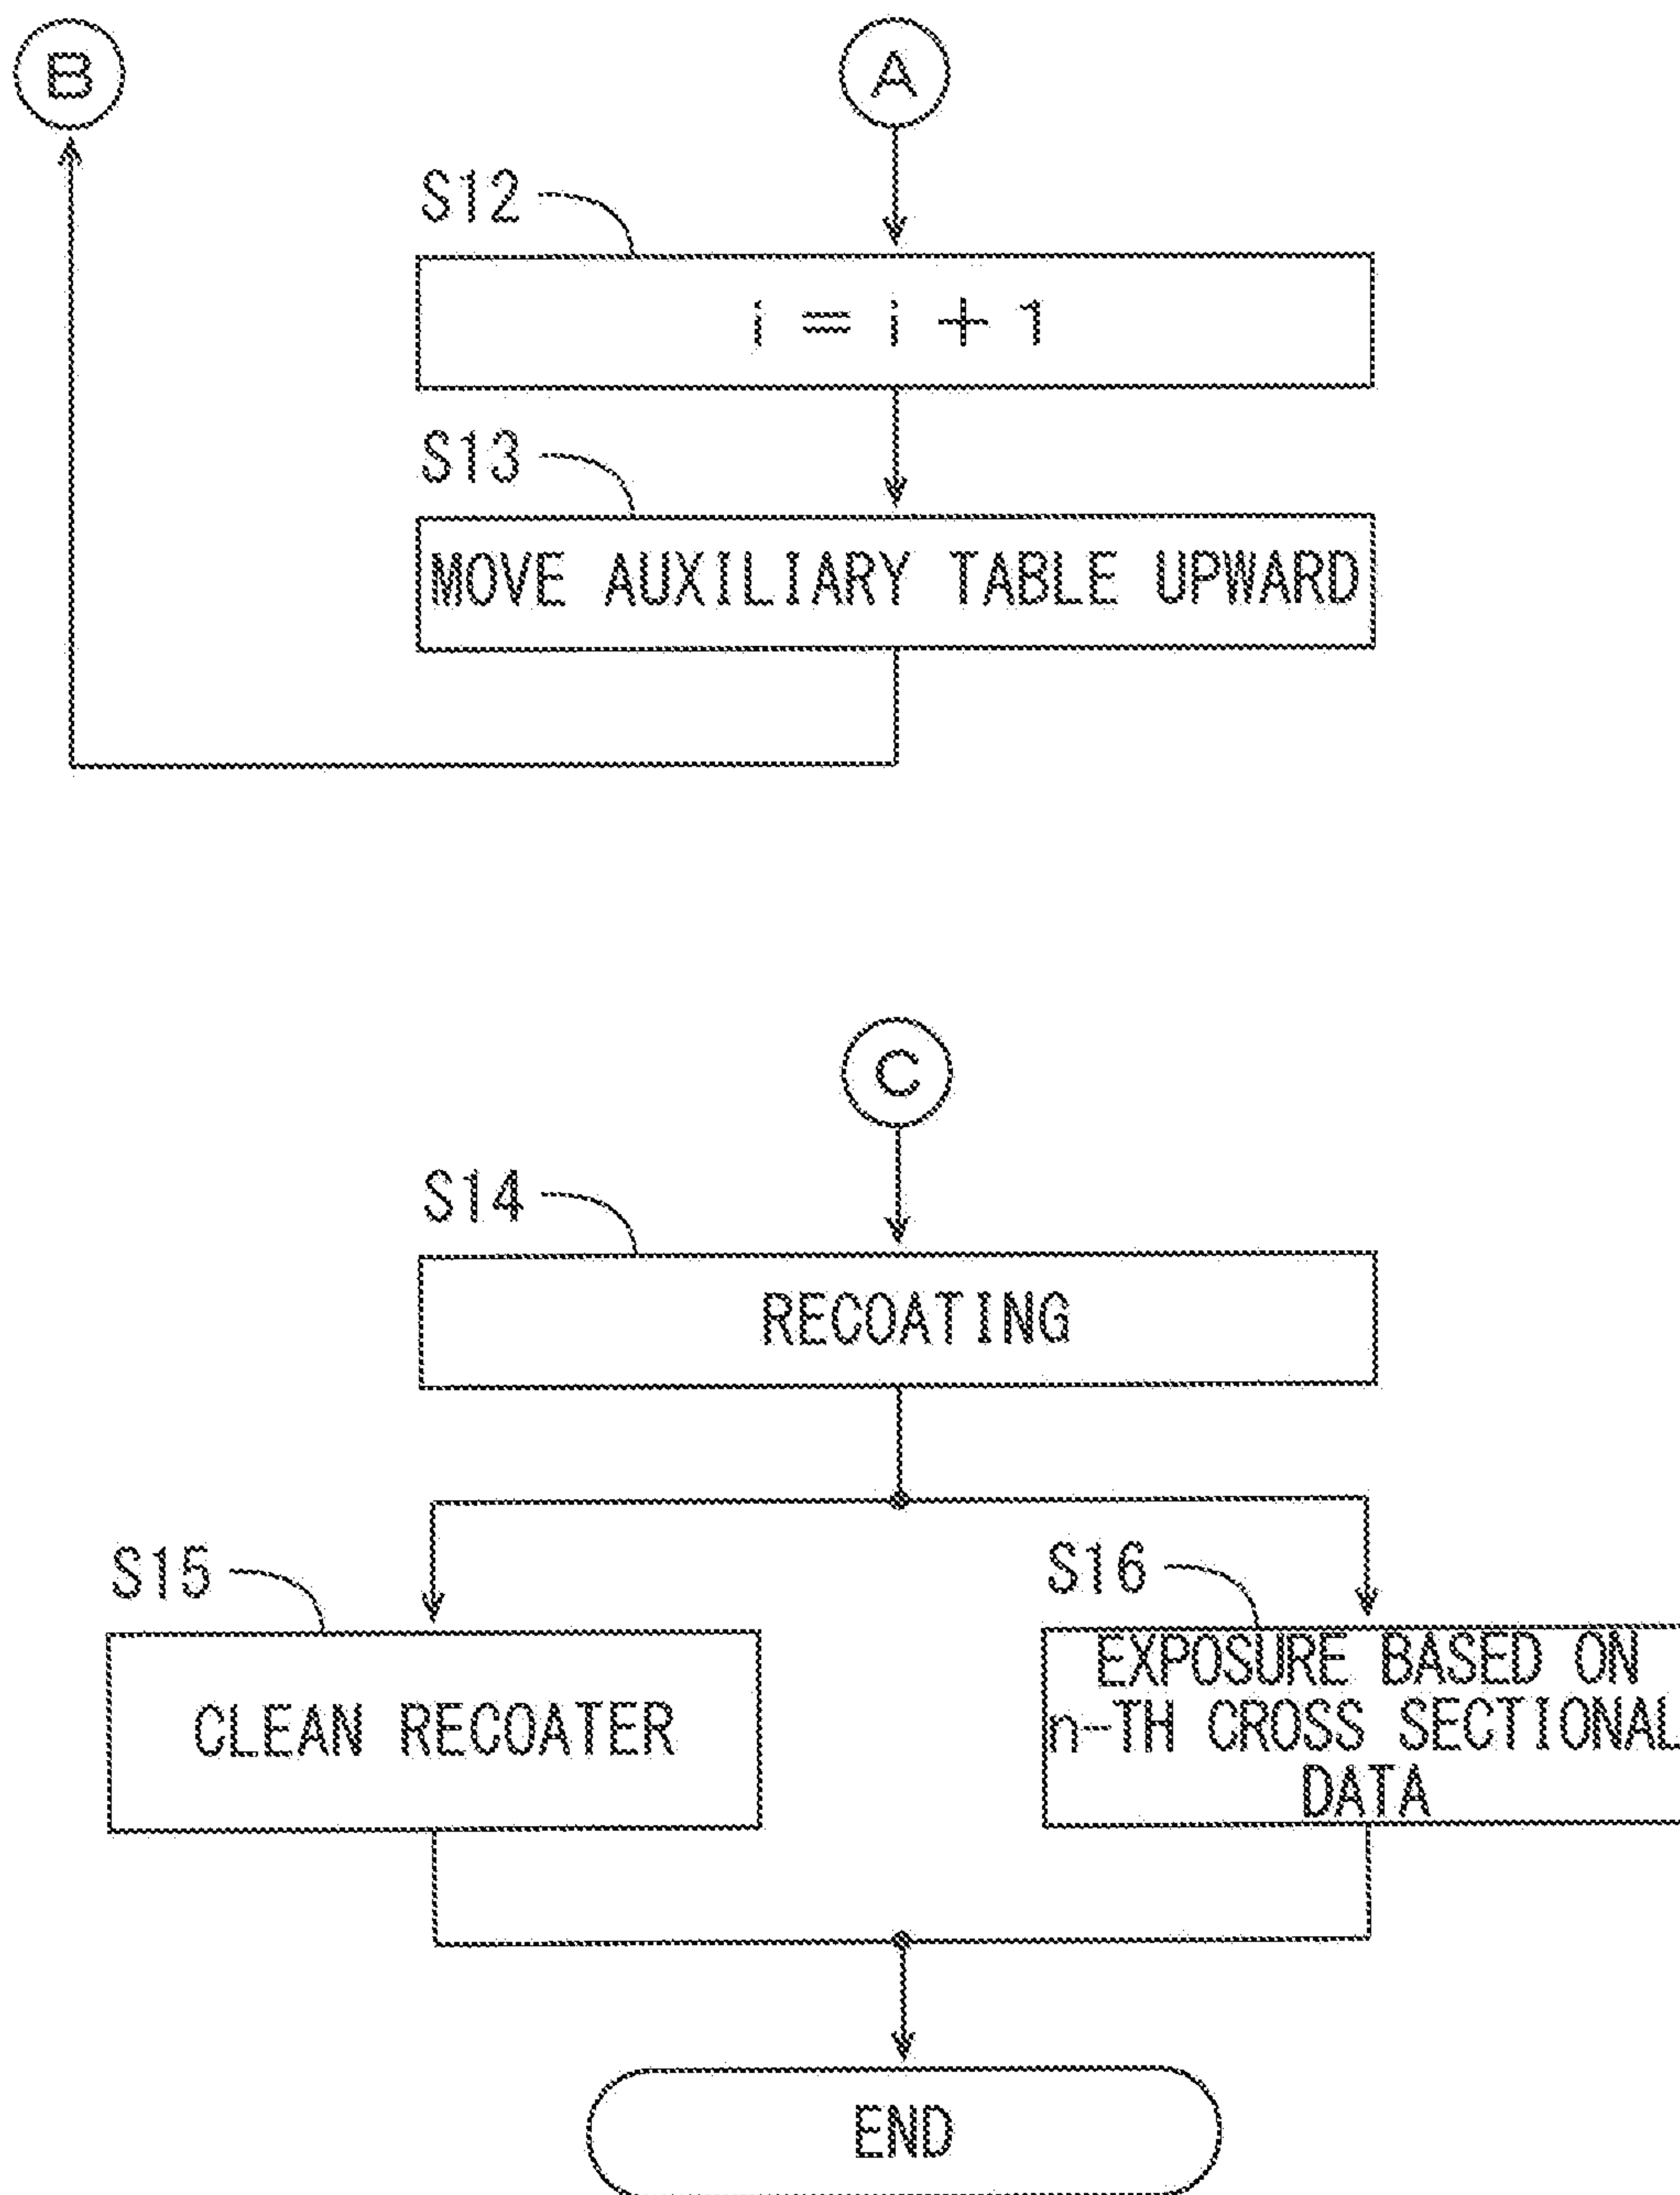 B
A
S12
i = i + 1
S13
MOVE AUXILIARY TABLE UPWARD
C
S14
RECOATING
S15
S16
CLEAN RECOATER
EXPOSURE BASED ON
n-TH CROSS SECTIONAL
DATA
END